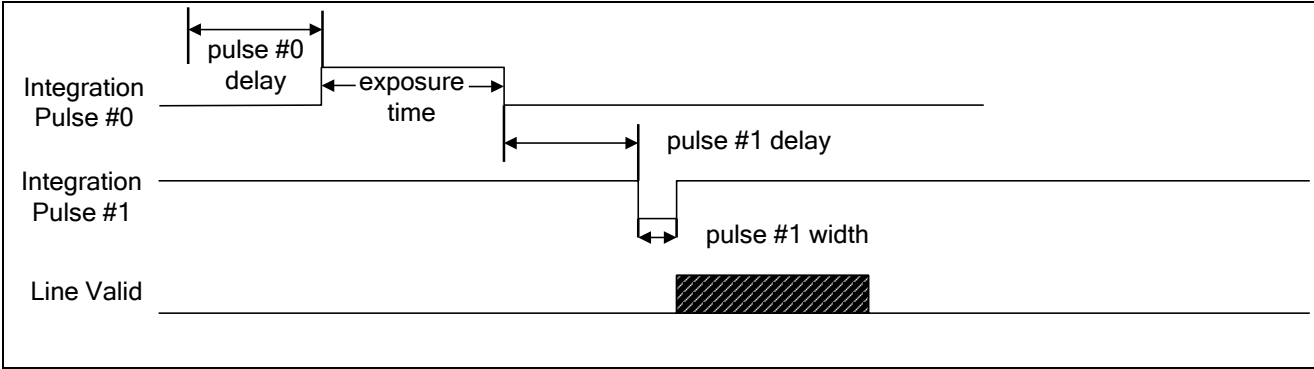 pulse #0
delay
Integration
Pulse #0
exposure
time
pulse #1 delay
Integration
Pulse #1
pulse #1 width
Line Valid